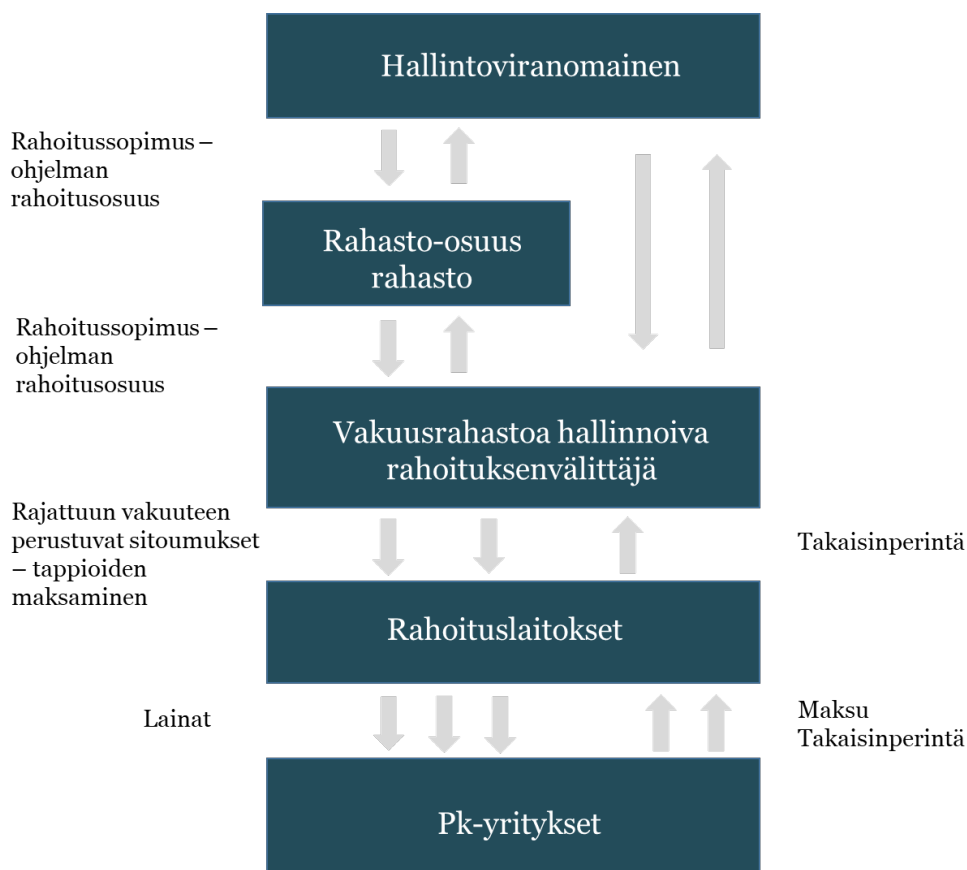 Hallintoviranomainen
Rahoitussopimus –
ohjelman
rahoitusosuus
Rahasto-osuus
rahasto
Rahoitussopimus –
ohjelman
rahoitusosuus
Vakuusrahastoa hallinnoiva
rahoituksenvälittäjä
Rajattuun vakuuteen
perustuvat sitoumukset
– tappioiden
maksaminen
Takaisinperintä
Rahoituslaitokset
Lainat
Maksu
Takaisinperintä
Pk-yritykset